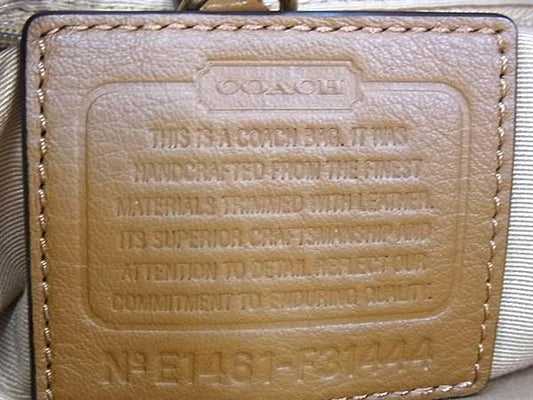 COACH
THIS IS A COACH BAG. IT WAS
HANDCRAFTED FROM THE FINEST
MATERIALS TRIMMED WITH LEATHER.
ITS SUPERIOR CRAFTSMANSHIP AND
ATTENTION TO DETAIL REFLECT OUR
COMMITMENT TO ENDURING QUALITY.
No E1461-F31444